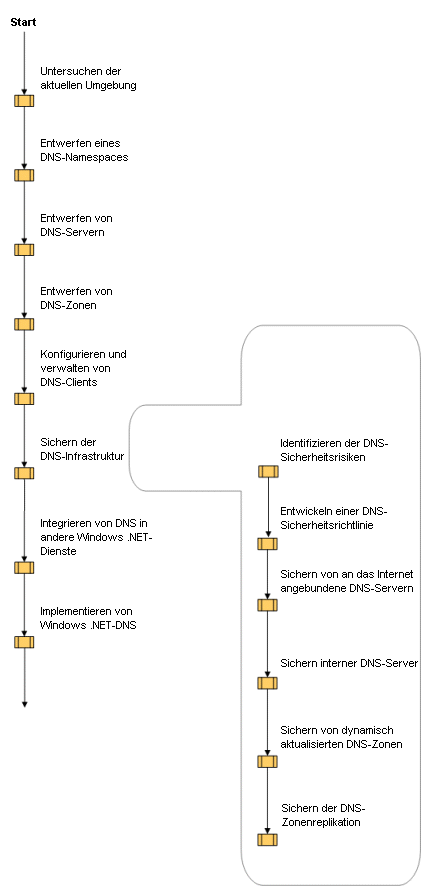 Start
Untersuchen der
aktuellen Umgebung
Entwerfen eines
DNS-Namespaces
Entwerfen von
DNS-Servern
Entwerfen von
DNS-Zonen
Konfigurieren und
verwalten von
DNS-Clients
Sichern der
DNS-Infrastruktur
Integrieren von DNS in
andere Windows .NET-
Dienste
Implementieren von
Windows .NET-DNS
Identifizieren der DNS-
Sicherheitsrisiken
Entwickeln einer DNS-
Sicherheitsrichtlinie
Sichern von an das Internet
angebundene DNS-Servern
Sichern interner DNS-Server
Sichern von dynamisch
aktualisierten DNS-Zonen
Sichern der DNS-
Zonenreplikation